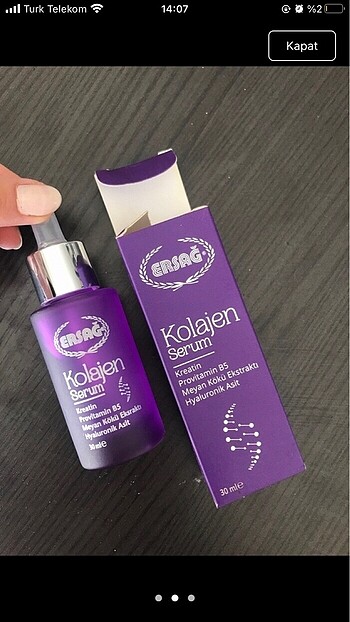 Turk Telekom
14:07
%2
Kapat
ERSAĞ
Kolajen
Serum
Kreatin
Provitamin B5
Meyan Kökü Ekstraktı
Hyaluronik Asit
30 ml℮
ERSAĞ
Kolajen
Serum
Kreatin
Provitamin B5
Meyan Kökü Ekstraktı
Hyaluronik Asit
30 ml℮